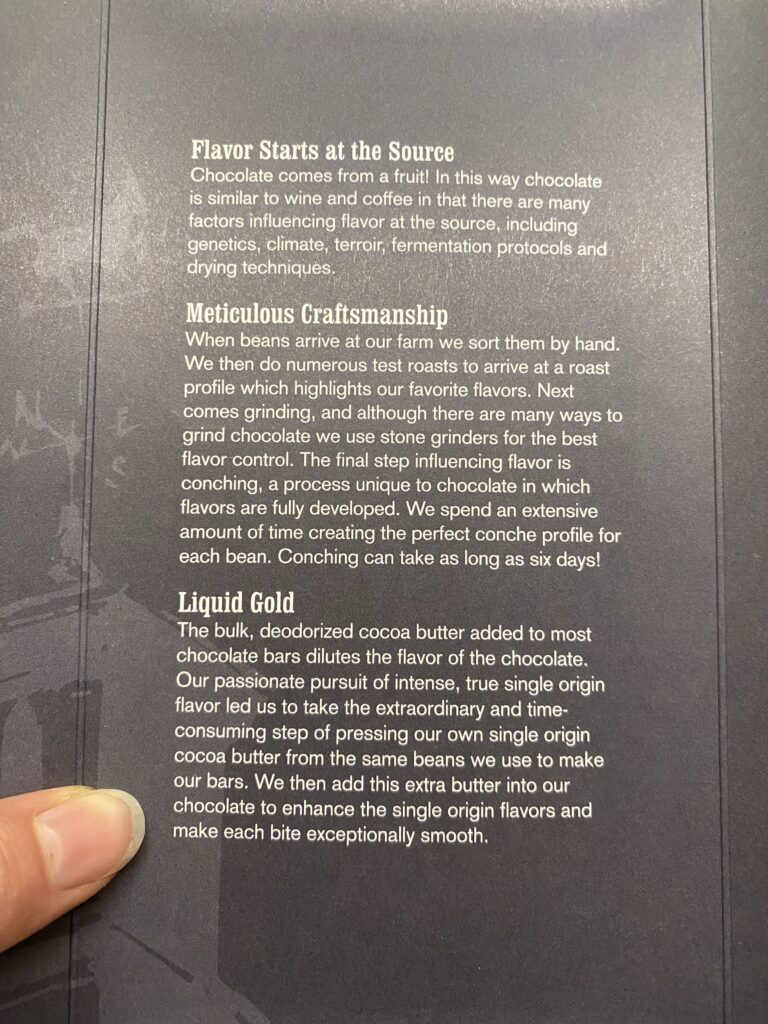 Flavor Starts at the Source
Chocolate comes from a fruit! In this way chocolate
is similar to wine and coffee in that there are many
factors influencing flavor at the source, including
genetics, climate, terroir, fermentation protocols and
drying techniques.
Meticulous Craftsmanship
When beans arrive at our farm we sort them by hand.
We then do numerous test roasts to arrive at a roast
profile which highlights our favorite flavors. Next
comes grinding, and although there are many ways to
grind chocolate we use stone grinders for the best
flavor control. The final step influencing flavor is
conching, a process unique to chocolate in which
flavors are fully developed. We spend an extensive
amount of time creating the perfect conche profile for
each bean. Conching can take as long as six days!
Liquid Gold
The bulk, deodorized cocoa butter added to most
chocolate bars dilutes the flavor of the chocolate.
Our passionate pursuit of intense, true single origin
flavor led us to take the extraordinary and time-
consuming step of pressing our own single origin
cocoa butter from the same beans we use to make
our bars. We then add this extra butter into our
chocolate to enhance the single origin flavors and
make each bite exceptionally smooth.
N E
W S